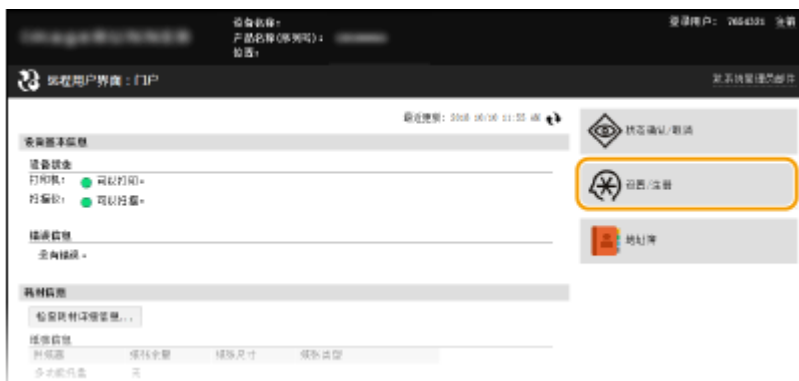 设备名称:
产品名称(系列号):
位置:
登录用户: 7654321 注销
远程用户界面:门户
致系统管理员邮件
最近更新:
设备基本信息
设备状态
打印机: 可以打印。
扫描仪: 可以扫描。
错误信息
没有错误。
耗材信息
检查耗材详细信息...
纸张信息
供纸器 纸张余量 纸张尺寸 纸张类型
多功能托盘 无
状态确认/取消
设置/注册
地址簿